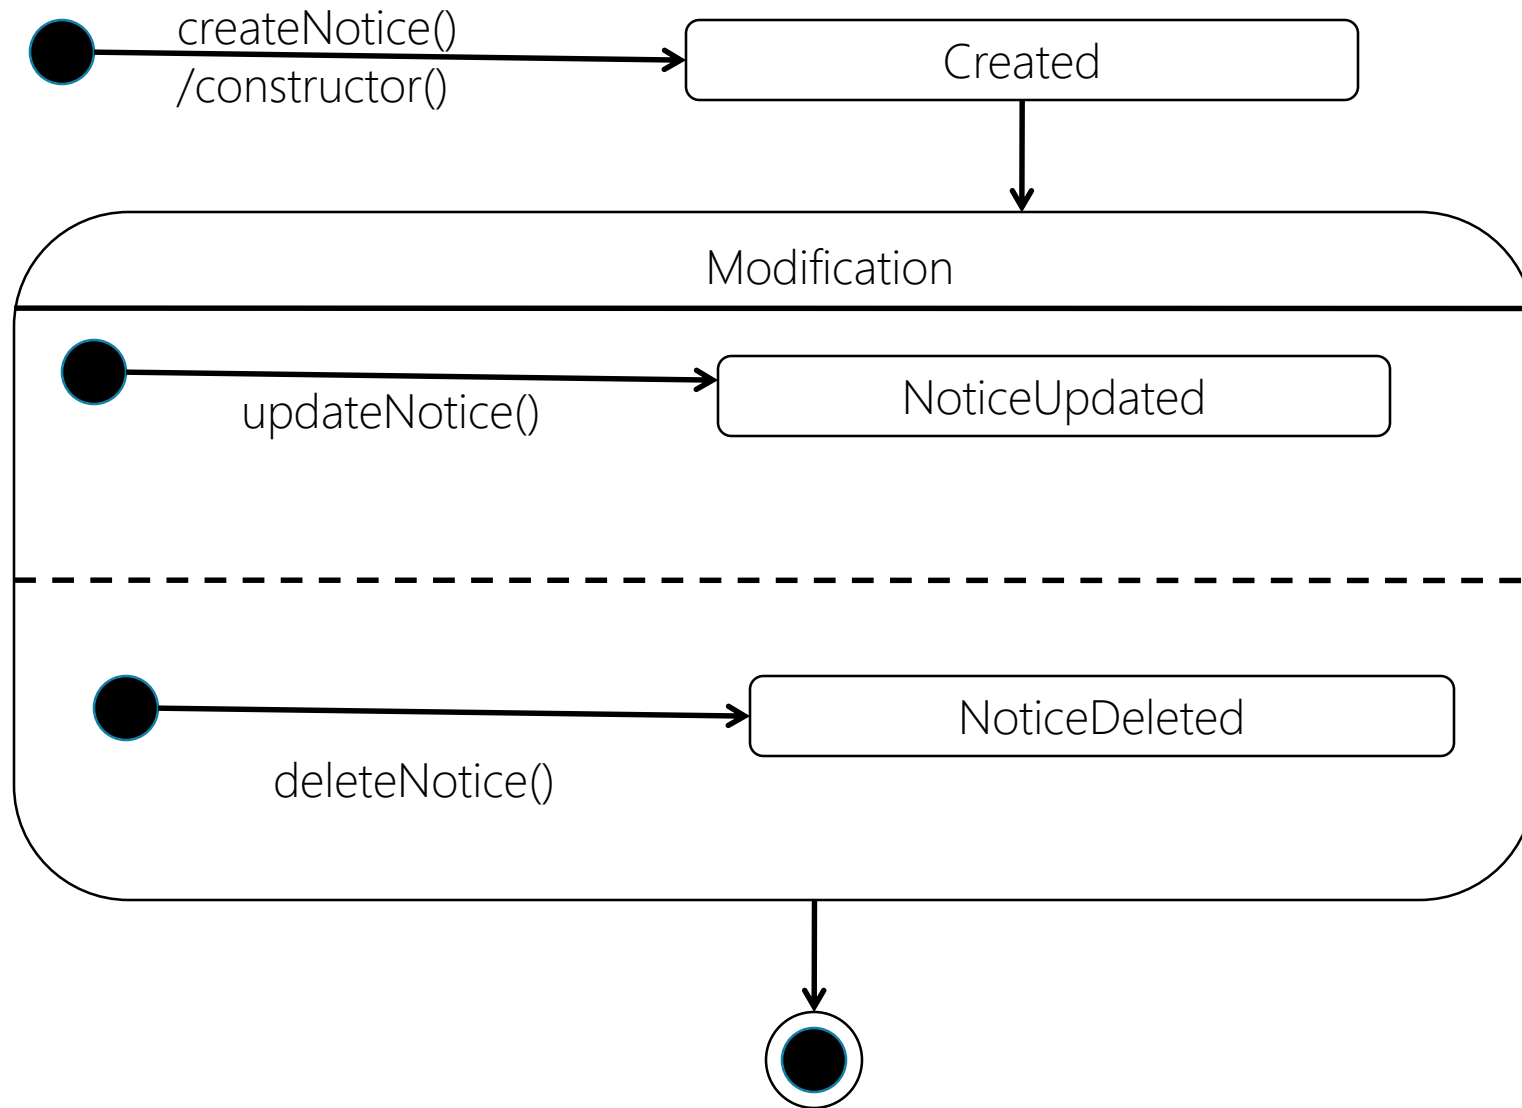 createNotice()
/constructor()
Created
Modification
updateNotice()
NoticeUpdated
deleteNotice()
NoticeDeleted